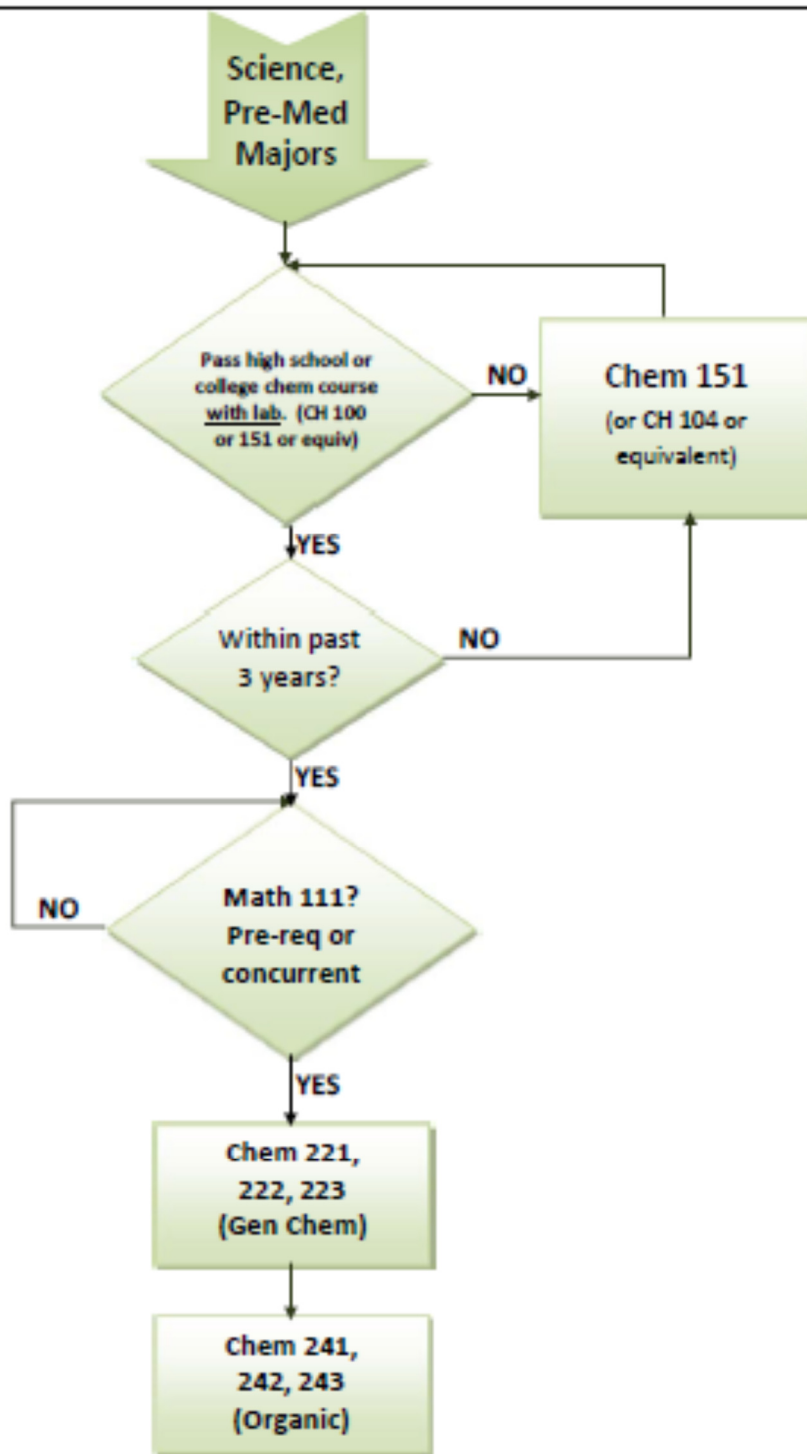 Science,
Pre-Med
Majors
Pass high school or
college chem course
with lab. (CH 100
or 151 or equiv)
NO
Chem 151
(or CH 104 or
equivalent)
YES
Within past
3 years?
NO
YES
Math 111?
Pre-req or
concurrent
NO
YES
Chem 221,
222, 223
(Gen Chem)
Chem 241,
242, 243
(Organic)